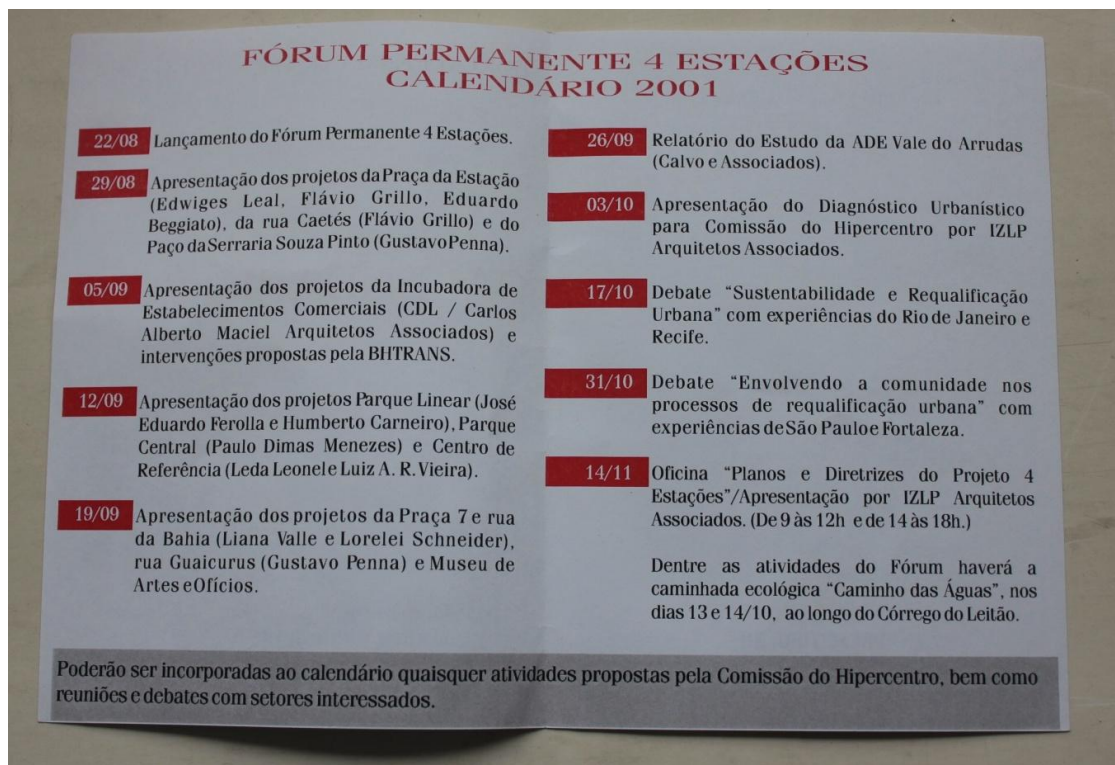 FÓRUM PERMANENTE 4 ESTAÇÕES
CALENDÁRIO 2001
22/08 Lançamento do Fórum Permanente 4 Estações.
29/08 Apresentação dos projetos da Praça da Estação
(Edwiges Leal, Flávio Grillo, Eduardo
Beggiato), da rua Caetés (Flávio Grillo) e do
Paço da Serraria Souza Pinto (Gustavo Penna).
05/09 Apresentação dos projetos da Incubadora de
Estabelecimentos Comerciais (CDL / Carlos
Alberto Maciel Arquitetos Associados) e
intervenções propostas pela BHTRANS.
12/09 Apresentação dos projetos Parque Linear (José
Eduardo Ferolla e Humberto Carneiro), Parque
Central (Paulo Dimas Menezes) e Centro de
Referência (Leda Leonel e Luiz A. R. Vieira).
19/09 Apresentação dos projetos da Praça 7 e rua
da Bahia (Liana Valle e Lorelei Schneider),
rua Guaicurus (Gustavo Penna) e Museu de
Artes e Ofícios.
26/09 Relatório do Estudo da ADE Vale do Arrudas
(Calvo e Associados).
03/10 Apresentação do Diagnóstico Urbanístico
para Comissão do Hipercentro por IZLP
Arquitetos Associados.
17/10 Debate “Sustentabilidade e Requalificação
Urbana” com experiências do Rio de Janeiro e
Recife.
31/10 Debate “Envolvendo a comunidade nos
processos de requalificação urbana” com
experiências de São Paulo e Fortaleza.
14/11 Oficina “Planos e Diretrizes do Projeto 4
Estações”/Apresentação por IZLP Arquitetos
Associados. (De 9 às 12h e de 14 às 18h.)
Dentre as atividades do Fórum haverá a
caminhada ecológica “Caminho das Águas”, nos
dias 13 e 14/10, ao longo do Córrego do Leitão.
Poderão ser incorporadas ao calendário quaisquer atividades propostas pela Comissão do Hipercentro, bem como
reuniões e debates com setores interessados.